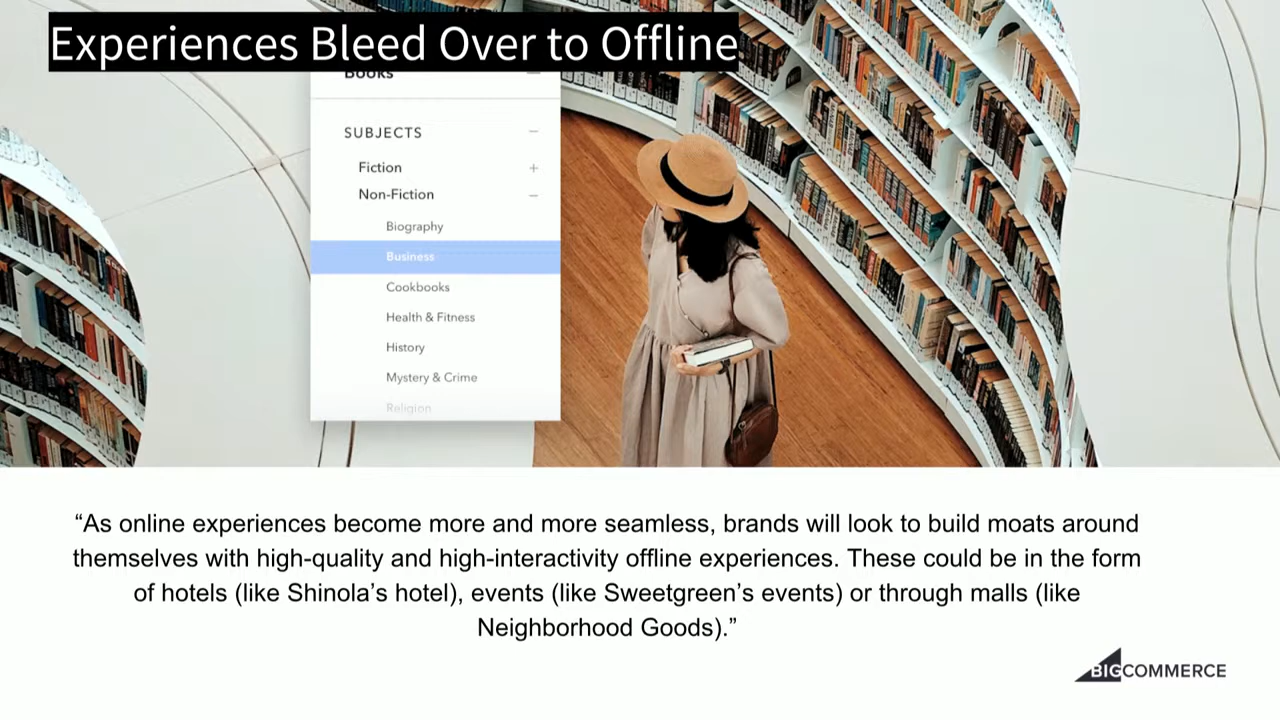 Experiences Bleed Over to Offline
Books
SUBJECTS
Fiction
Non-Fiction
Biography
Business
Cookbooks
Health & Fitness
History
Mystery & Crime
Religion
“As online experiences become more and more seamless, brands will look to build moats around
themselves with high-quality and high-interactivity offline experiences. These could be in the form
of hotels (like Shinola’s hotel), events (like Sweetgreen’s events) or through malls (like
Neighborhood Goods).”
BIGCOMMERCE